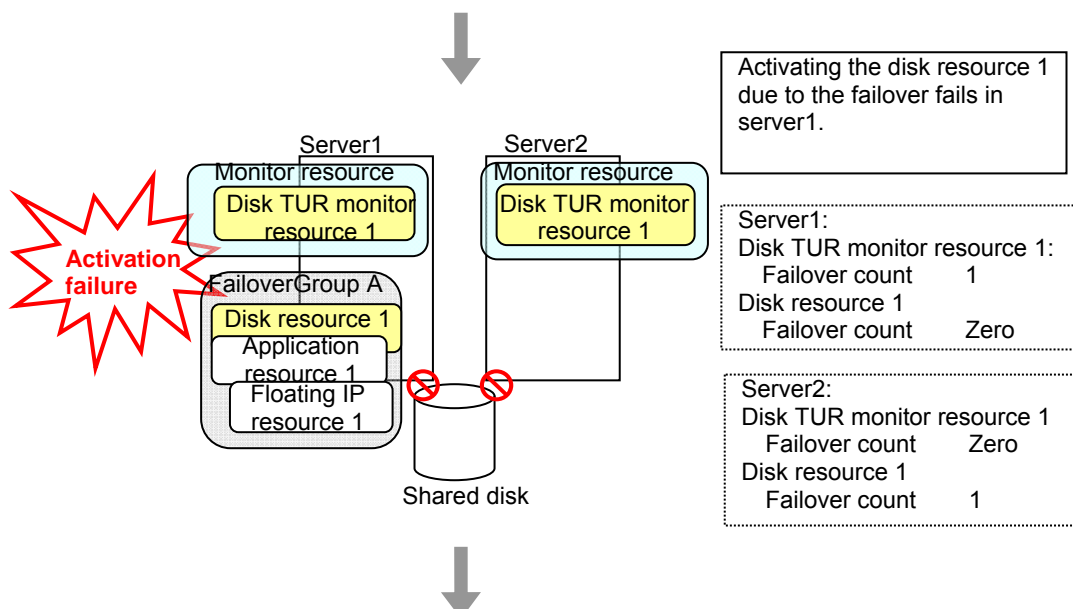 Activating the disk resource 1
due to the failover fails in
server1.
Server1
Server2
Monitor resource
Monitor resource
Disk TUR monitor
resource 1
Disk TUR monitor
resource 1
Activation
failure
FailoverGroup A
Disk resource 1
Application
resource 1
Floating IP
resource 1
Shared disk
Server1:
Disk TUR monitor resource 1:
Failover count 1
Disk resource 1
Failover count Zero
Server2:
Disk TUR monitor resource 1
Failover count Zero
Disk resource 1
Failover count 1